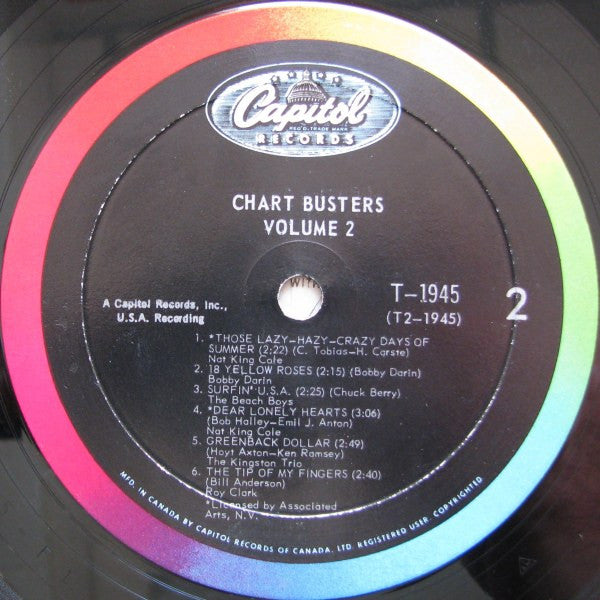 Capitol
REG'D. TRADE MARK
RECORDS
CHART BUSTERS
VOLUME 2
WITH
A Capitol Records, Inc.,
U.S.A. Recording
T-1945
(T2-1945)
2
1. *THOSE LAZY-HAZY-CRAZY DAYS OF
SUMMER (2:22) (C. Tobias-H. Carste)
Nat King Cole
2. 18 YELLOW ROSES (2:15) (Bobby Darin)
Bobby Darin
3. SURFIN' U.S.A. (2:25) (Chuck Berry)
The Beach Boys
4. *DEAR LONELY HEARTS (3:06)
(Bob Halley-Emil J. Anton)
Nat King Cole
5. GREENBACK DOLLAR (2:49)
(Hoyt Axton-Ken Ramsey)
The Kingston Trio
6. THE TIP OF MY FINGERS (2:40)
(Bill Anderson)
Roy Clark
*Licensed by Associated
Arts, N.V.
MFD. IN CANADA BY CAPITOL RECORDS OF CANADA, LTD. REGISTERED USER. COPYRIGHTED